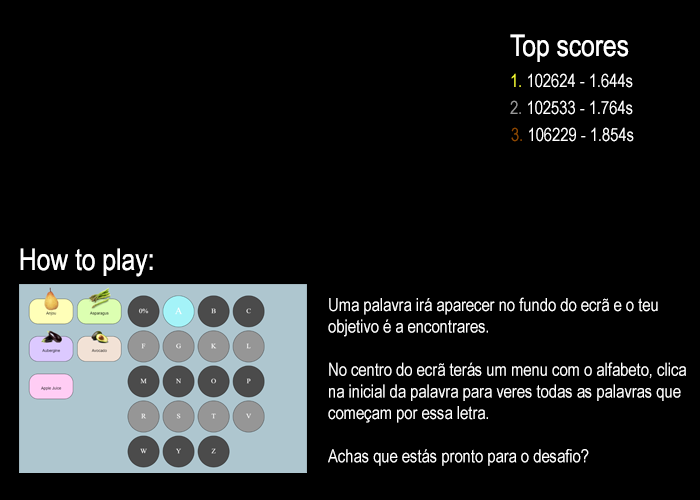 Top scores
1. 102624 - 1.644s
2. 102533 - 1.764s
3. 106229 - 1.854s
How to play:
Anjou Asparagus 0% A B C
F G K L
Aubergine Avocado
M N O P
Apple Juice
R S T V
W Y Z
Uma palavra irá aparecer no fundo do ecrã e o teu
objetivo é a encontrares.
No centro do ecrã terás um menu com o alfabeto, clica
na inicial da palavra para veres todas as palavras que
começam por essa letra.
Achas que estás pronto para o desafio?